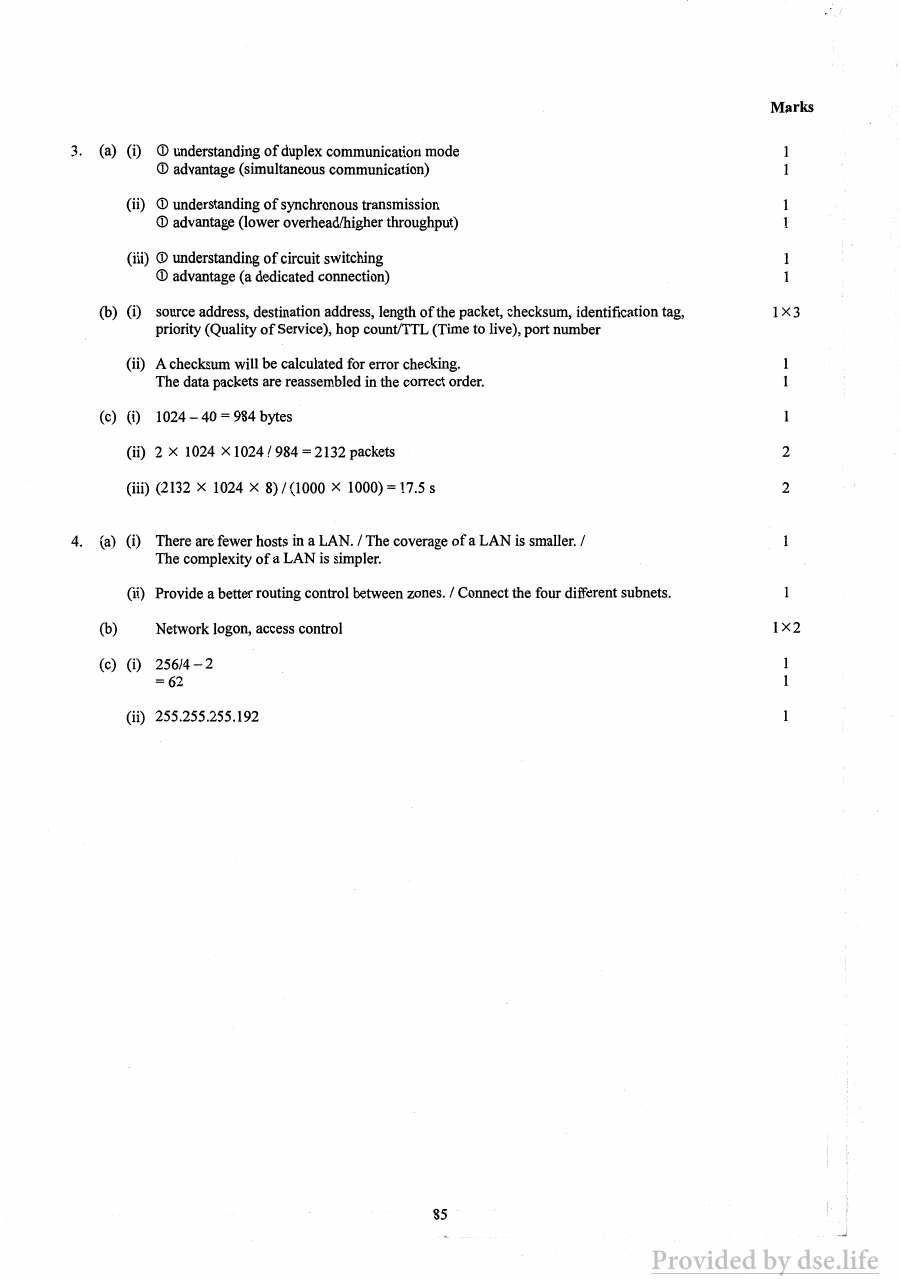 Marks
3. (a) (i) ① understanding of duplex communication mode 1
① advantage (simultaneous communication) 1
(ii) ① understanding of synchronous transmission 1
① advantage (lower overhead/higher throughput) 1
(iii) ① understanding of circuit switching 1
① advantage (a dedicated connection) 1
(b) (i) source address, destination address, length of the packet, checksum, identification tag, 1×3
priority (Quality of Service), hop count/TTL (Time to live), port number
(ii) A checksum will be calculated for error checking. 1
The data packets are reassembled in the correct order. 1
(c) (i) 1024 – 40 = 984 bytes 1
(ii) 2 × 1024 ×1024 / 984 = 2132 packets 2
(iii) (2132 × 1024 × 8) / (1000 × 1000) = 17.5 s 2
4. (a) (i) There are fewer hosts in a LAN. / The coverage of a LAN is smaller. / 1
The complexity of a LAN is simpler.
(ii) Provide a better routing control between zones. / Connect the four different subnets. 1
(b) Network logon, access control 1×2
(c) (i) 256/4 – 2 1
= 62 1
(ii) 255.255.255.192 1
85
Provided by dse.life